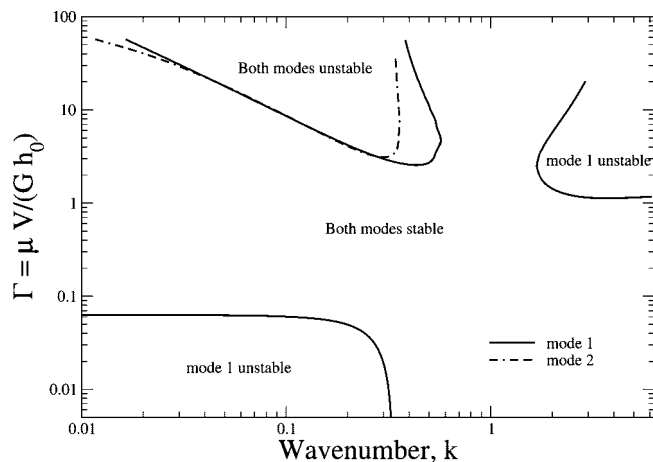 100
10
1
0.1
0.01
Γ = μ V/(G h0)
Both modes unstable
mode 1 unstable
Both modes stable
mode 1 unstable
mode 1
mode 2
0.01
0.1
1
Wavenumber, k